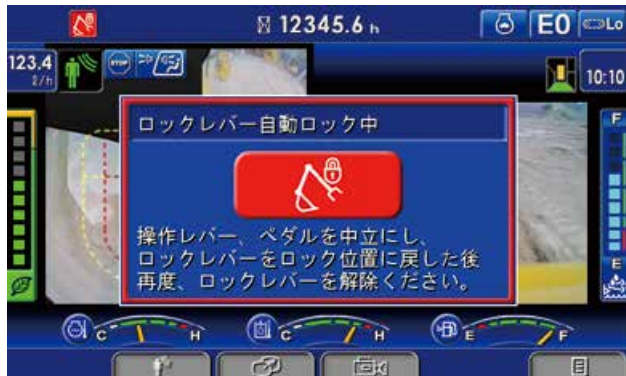 12345.6 h
E0
Lo
123.4
ℓ/h
STOP
10:10
ロックレバー自動ロック中
操作レバー、ペダルを中立にし、
ロックレバーをロック位置に戻した後
再度、ロックレバーを解除ください。
F
E
C H
C H
E F